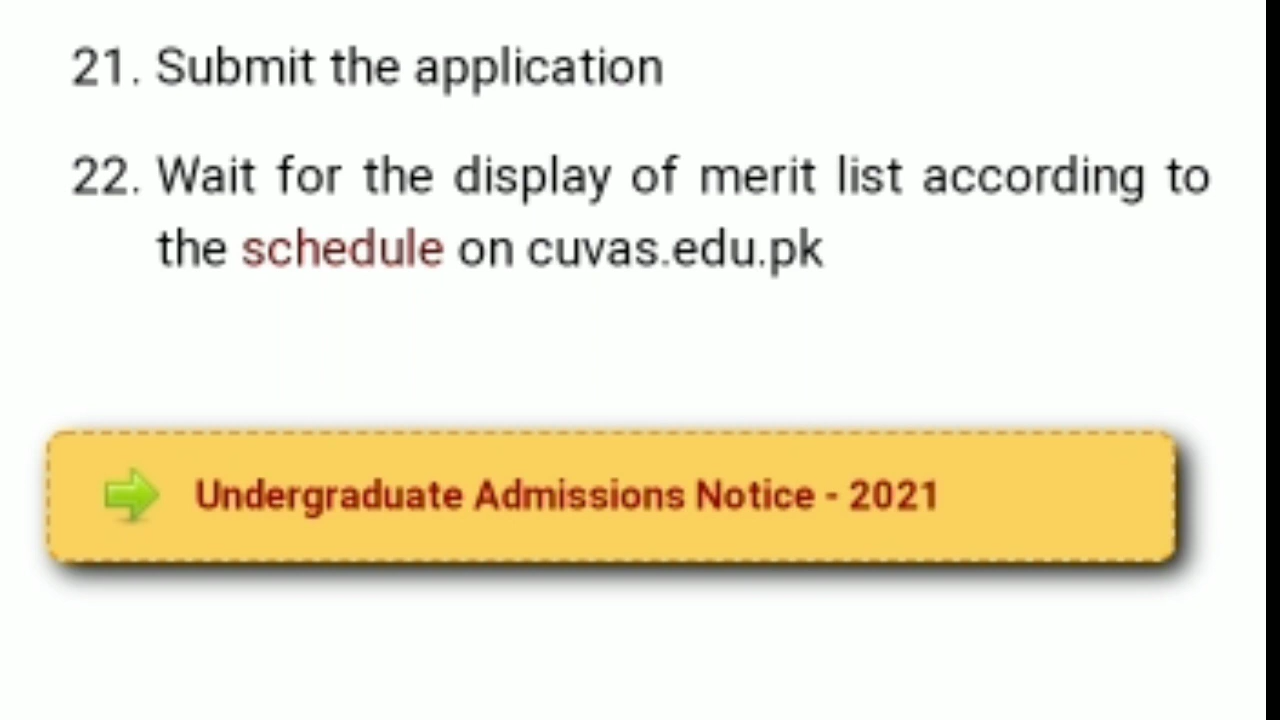 21. Submit the application
22. Wait for the display of merit list according to
the schedule on cuvas.edu.pk
Undergraduate Admissions Notice - 2021